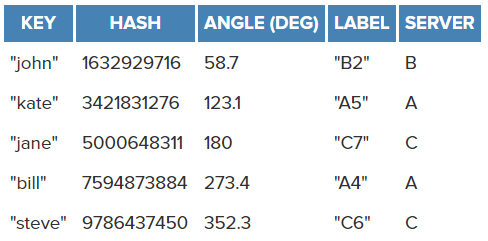 KEY HASH ANGLE (DEG) LABEL SERVER
"john" 1632929716 58.7 "B2" B
"kate" 3421831276 123.1 "A5" A
"jane" 5000648311 180 "C7" C
"bill" 7594873884 273.4 "A4" A
"steve" 9786437450 352.3 "C6" C